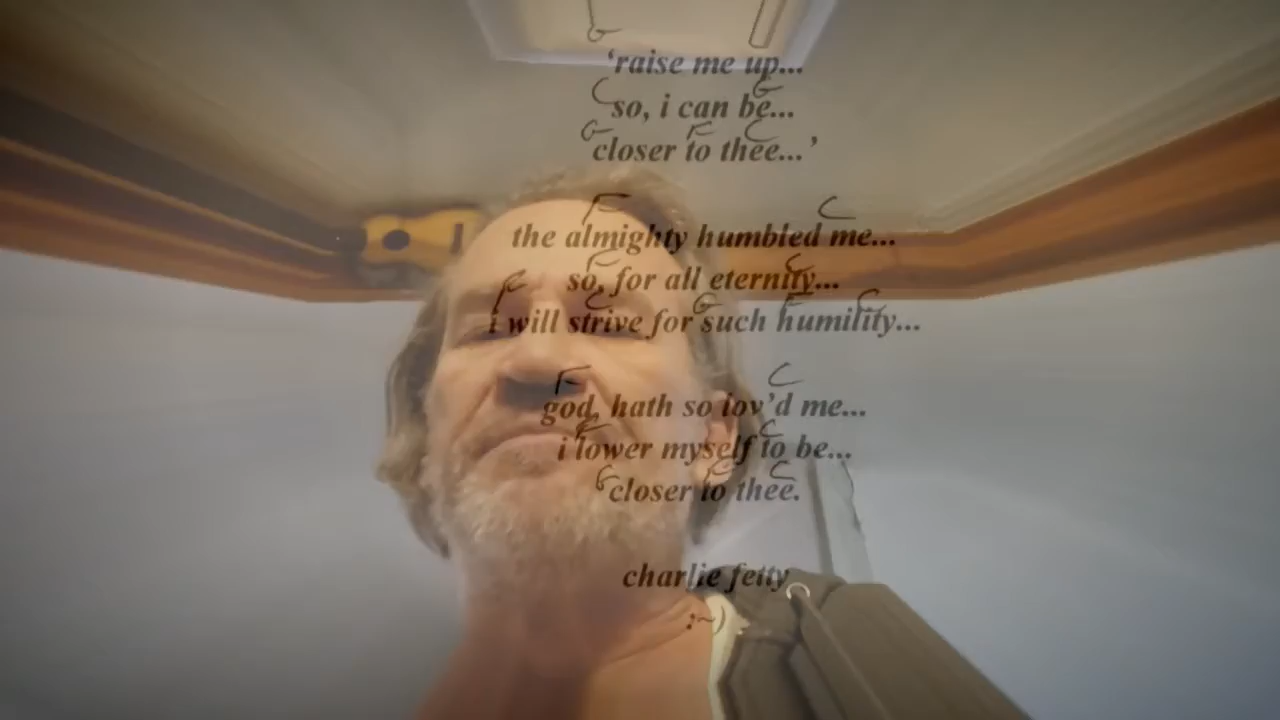 G
‘raise me up...
C G
so, i can be...
G F C
closer to thee...’
F C
the almighty humbled me...
F C
so, for all eternity...
F C G F C
i will strive for such humility...
F C
god, hath so lov’d me...
F C
i lower myself to be...
G F C
closer to thee.
charlie fetty
:~)